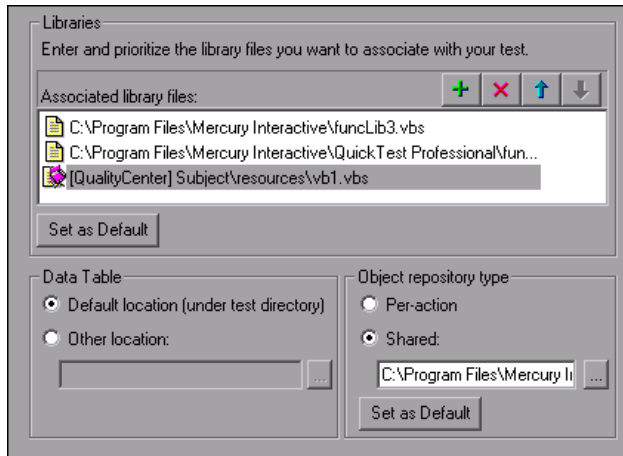 Libraries
Enter and prioritize the library files you want to associate with your test.
Associated library files:
C:\Program Files\Mercury Interactive\funcLib3.vbs
C:\Program Files\Mercury Interactive\QuickTest Professional\fun...
[QualityCenter] Subject\resources\vb1.vbs
Set as Default
Data Table
Default location (under test directory)
Other location:
...
Object repository type
Per-action
Shared:
C:\Program Files\Mercury
...
Set as Default